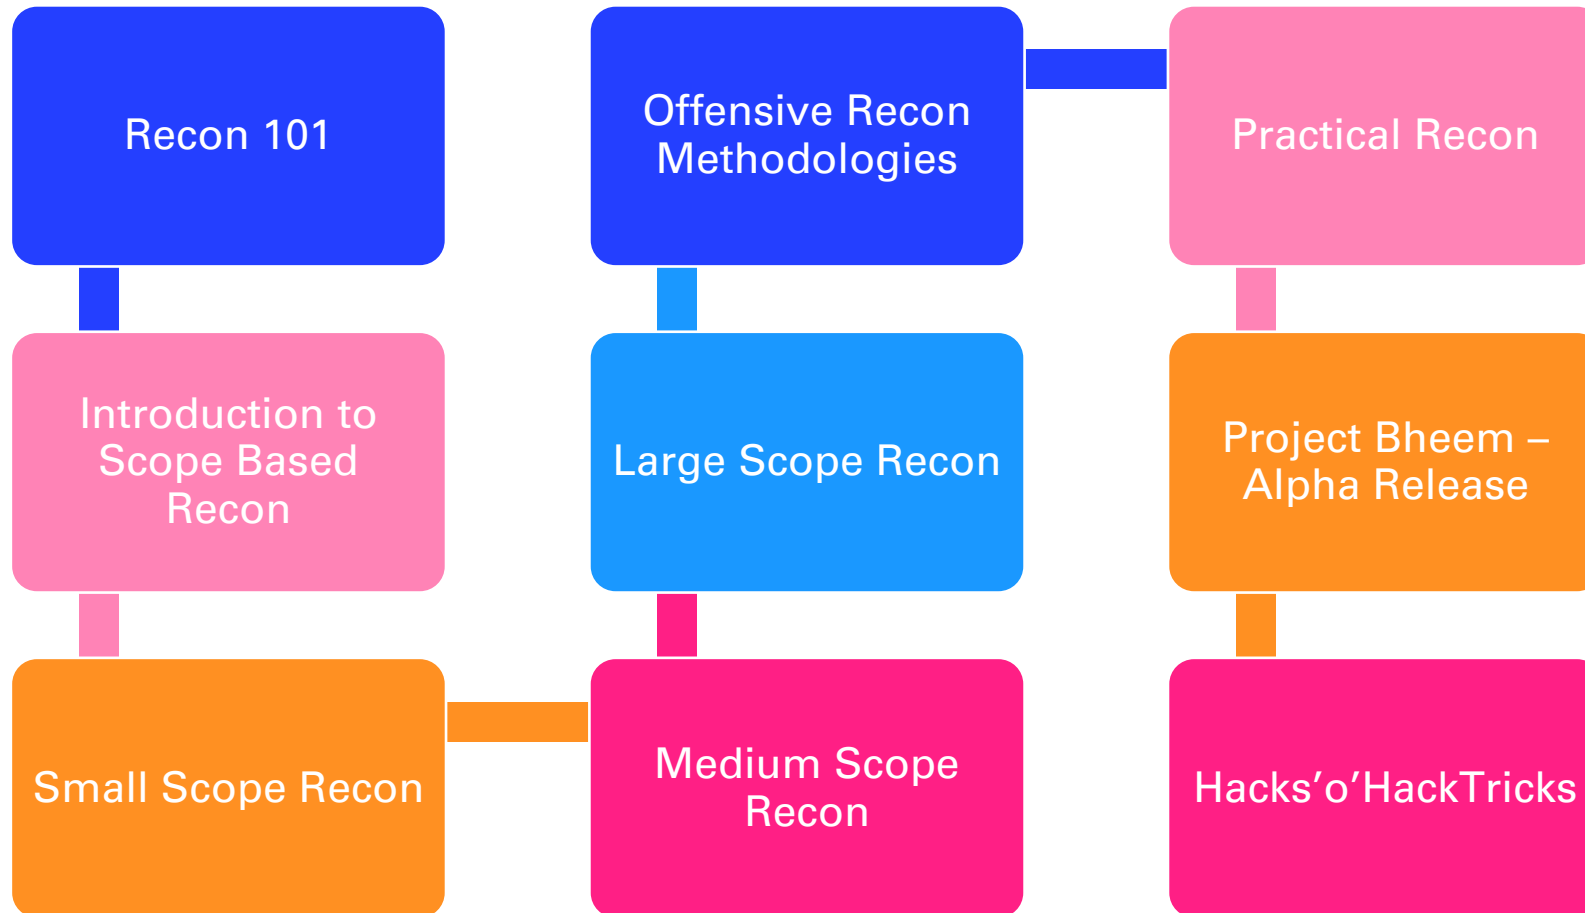 Recon 101
Introduction to
Scope Based
Recon
Small Scope Recon
Medium Scope
Recon
Large Scope Recon
Offensive Recon
Methodologies
Practical Recon
Project Bheem –
Alpha Release
Hacks’o’HackTricks